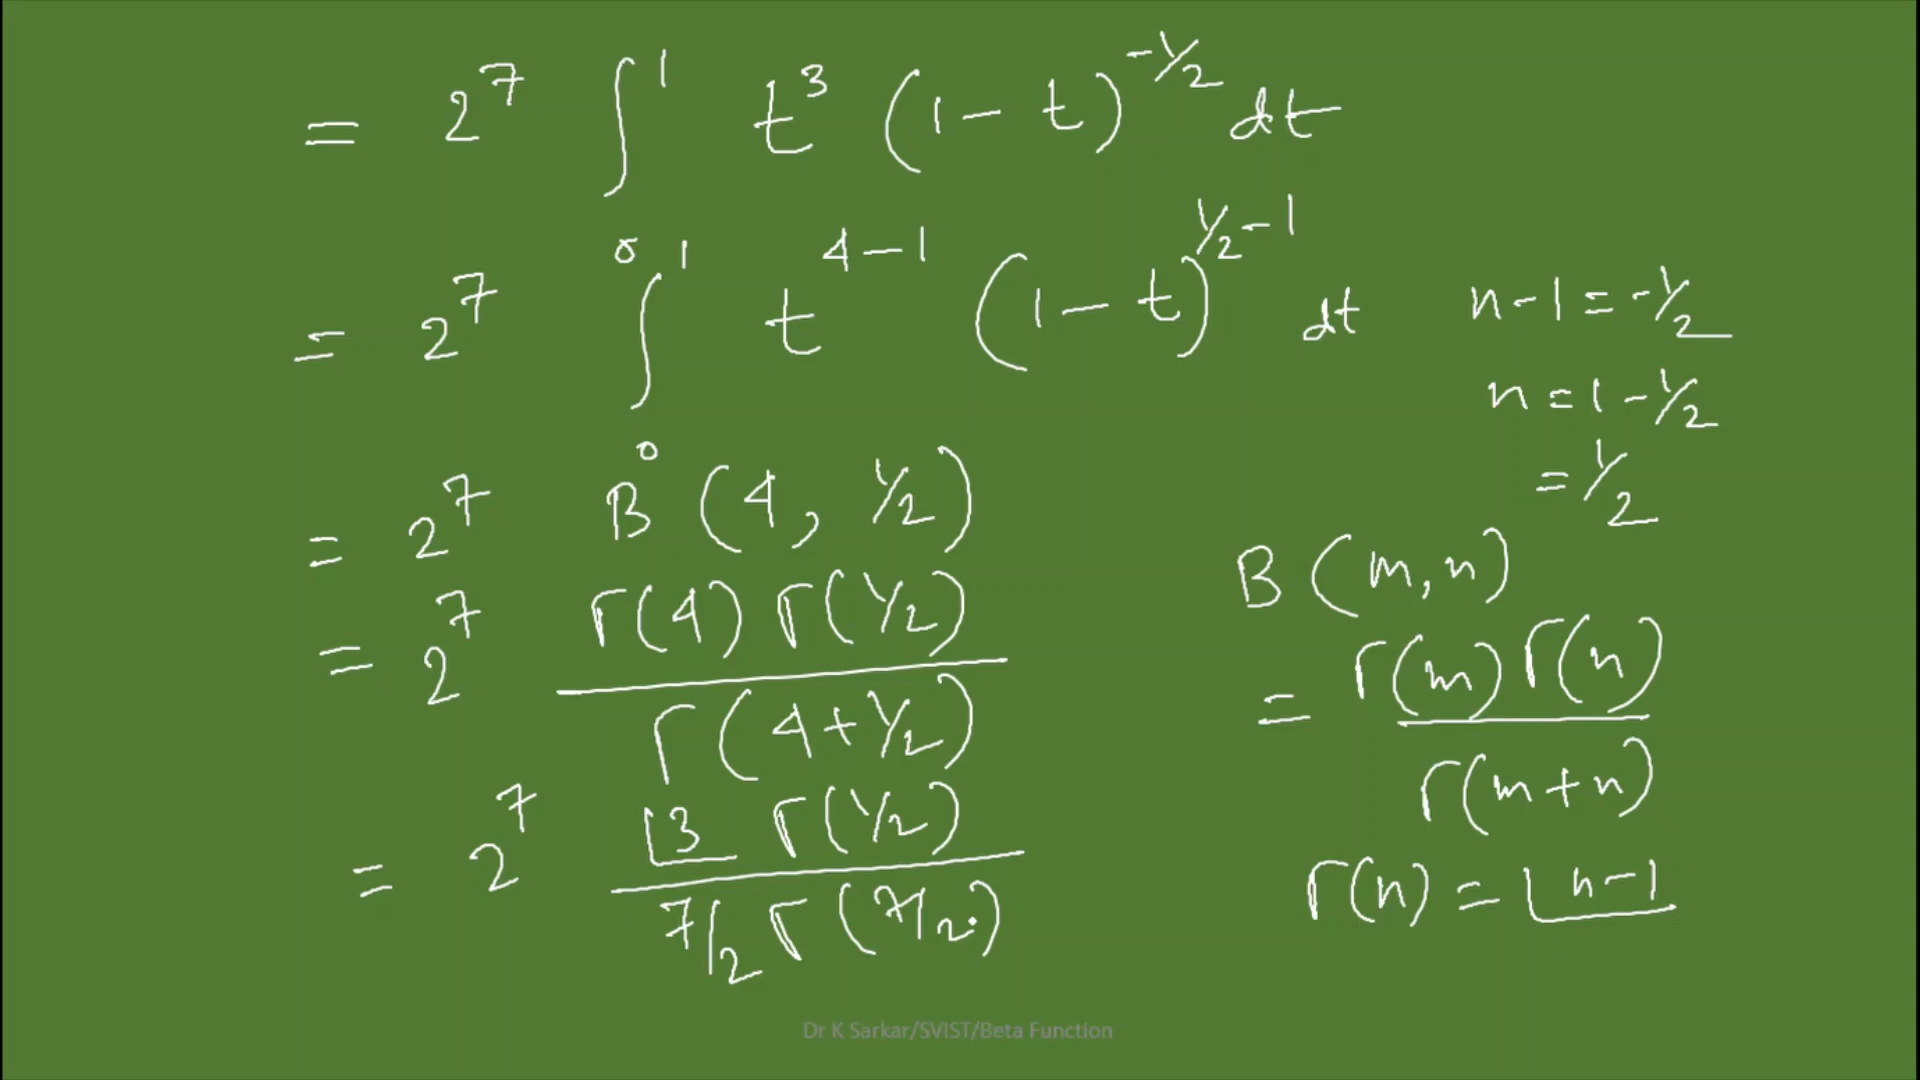 = 2^7 ∫_0^1 t^3 (1 - t)^{-1/2} dt
= 2^7 ∫_0^1 t^{4-1} (1 - t)^{1/2-1} dt
n-1 = -1/2
n = 1 - 1/2
= 1/2
= 2^7 B (4, 1/2)
= 2^7 Γ(4) Γ(1/2) / Γ(4+1/2)
= 2^7 |3 Γ(1/2) / 7/2 Γ(7/2)
B (m, n)
= Γ(m) Γ(n) / Γ(m+n)
Γ(n) = |n-1
Dr K Sarkar/SVIST/Beta Function